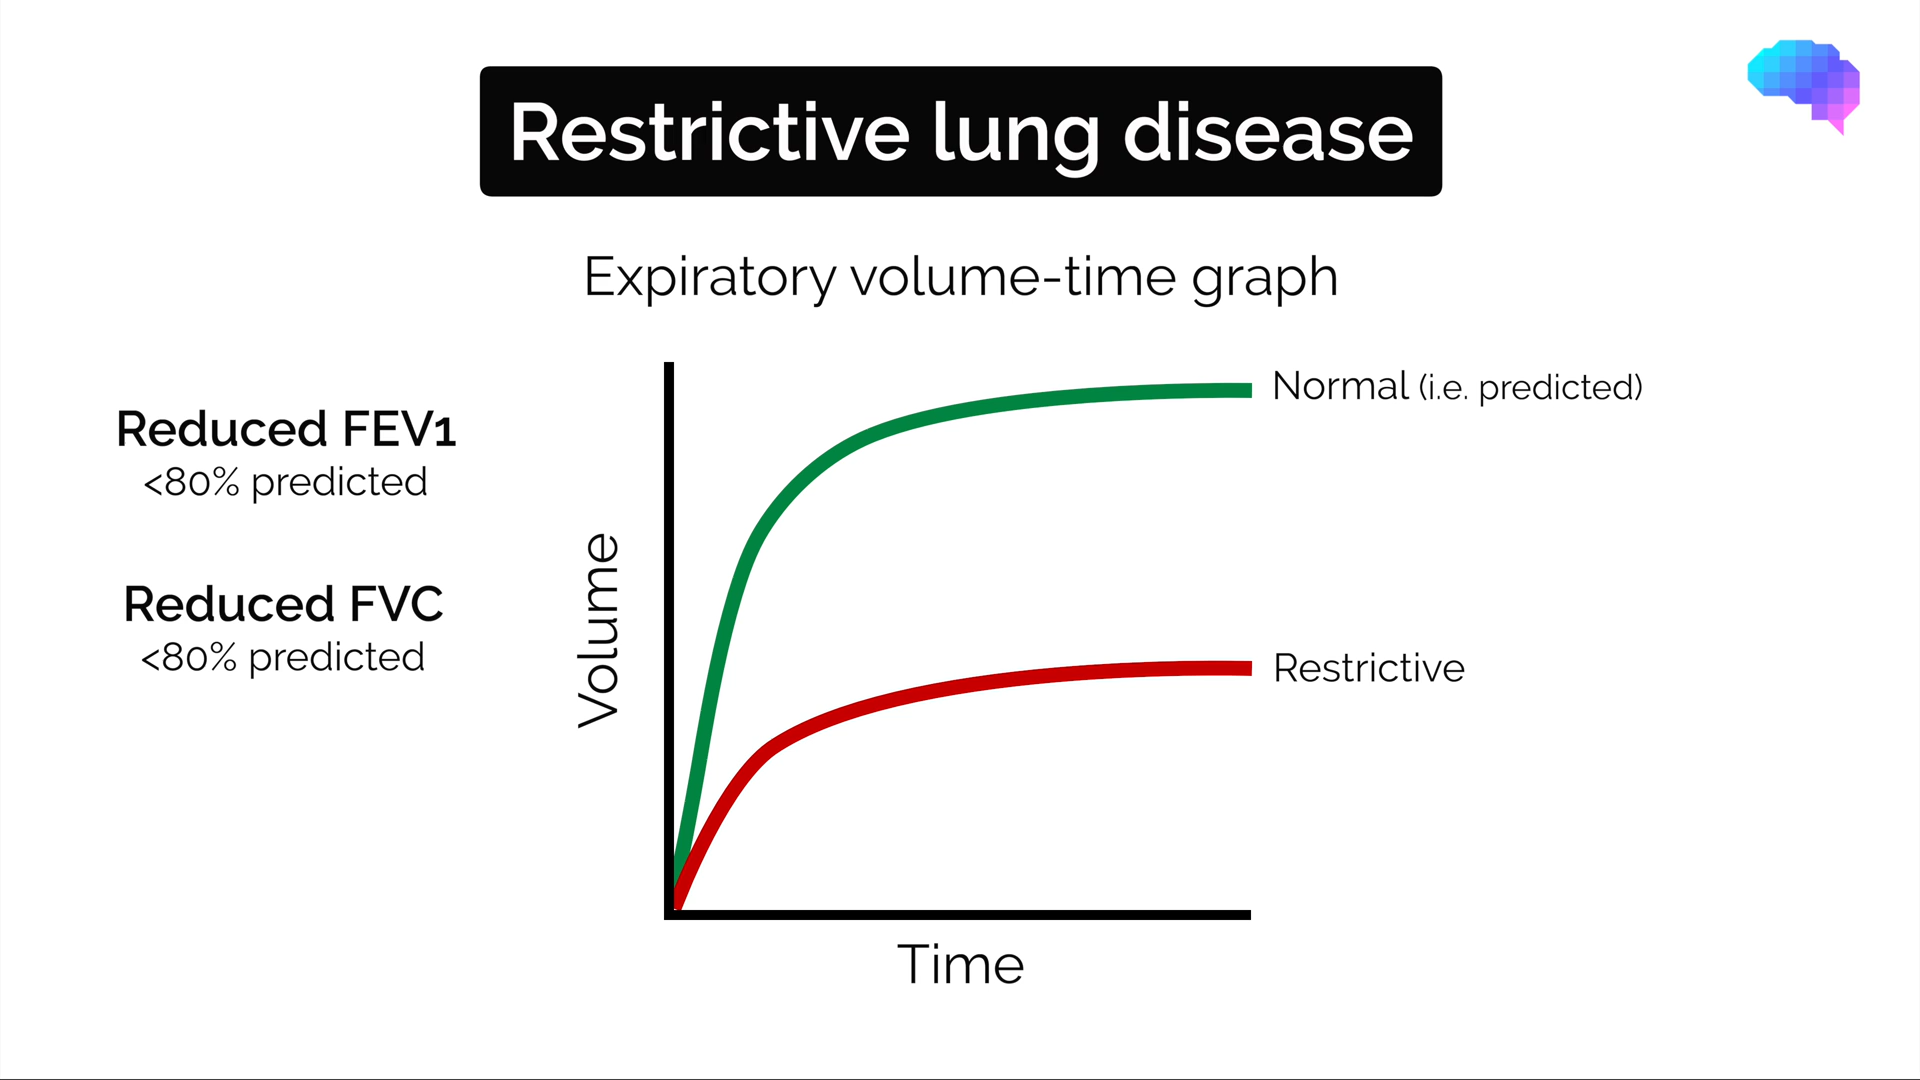 Restrictive lung disease
Expiratory volume-time graph
Reduced FEV1
<80% predicted
Reduced FVC
<80% predicted
Volume
Normal (i.e. predicted)
Restrictive
Time